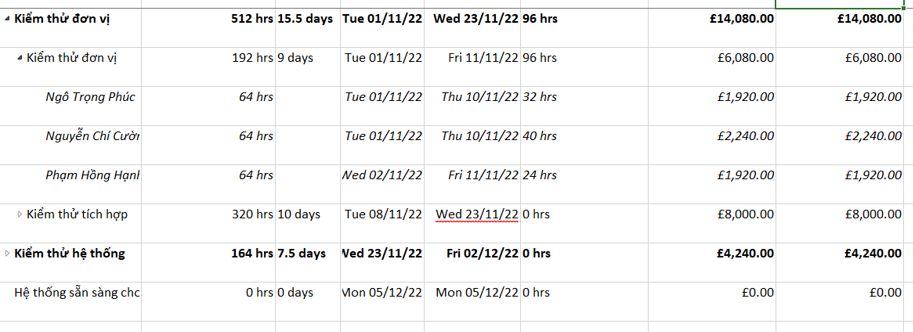 Kiểm thử đơn vị 512 hrs 15.5 days Tue 01/11/22 Wed 23/11/22 96 hrs £14,080.00 £14,080.00
Kiểm thử đơn vị 192 hrs 9 days Tue 01/11/22 Fri 11/11/22 96 hrs £6,080.00 £6,080.00
Ngô Trọng Phúc 64 hrs Tue 01/11/22 Thu 10/11/22 32 hrs £1,920.00 £1,920.00
Nguyễn Chí Cườn 64 hrs Tue 01/11/22 Thu 10/11/22 40 hrs £2,240.00 £2,240.00
Phạm Hồng Hạnl 64 hrs Wed 02/11/22 Fri 11/11/22 24 hrs £1,920.00 £1,920.00
Kiểm thử tích hợp 320 hrs 10 days Tue 08/11/22 Wed 23/11/22 0 hrs £8,000.00 £8,000.00
Kiểm thử hệ thống 164 hrs 7.5 days Wed 23/11/22 Fri 02/12/22 0 hrs £4,240.00 £4,240.00
Hệ thống sẵn sàng chc 0 hrs 0 days Mon 05/12/22 Mon 05/12/22 0 hrs £0.00 £0.00